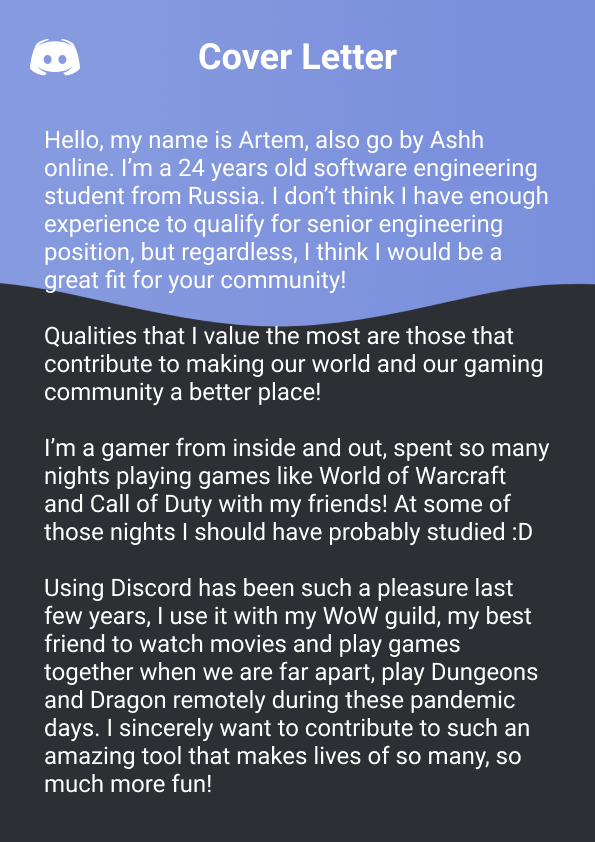 Cover Letter
Hello, my name is Artem, also go by Ashh
online. I’m a 24 years old software engineering
student from Russia. I don’t think I have enough
experience to qualify for senior engineering
position, but regardless, I think I would be a
great fit for your community!
Qualities that I value the most are those that
contribute to making our world and our gaming
community a better place!
I’m a gamer from inside and out, spent so many
nights playing games like World of Warcraft
and Call of Duty with my friends! At some of
those nights I should have probably studied :D
Using Discord has been such a pleasure last
few years, I use it with my WoW guild, my best
friend to watch movies and play games
together when we are far apart, play Dungeons
and Dragon remotely during these pandemic
days. I sincerely want to contribute to such an
amazing tool that makes lives of so many, so
much more fun!